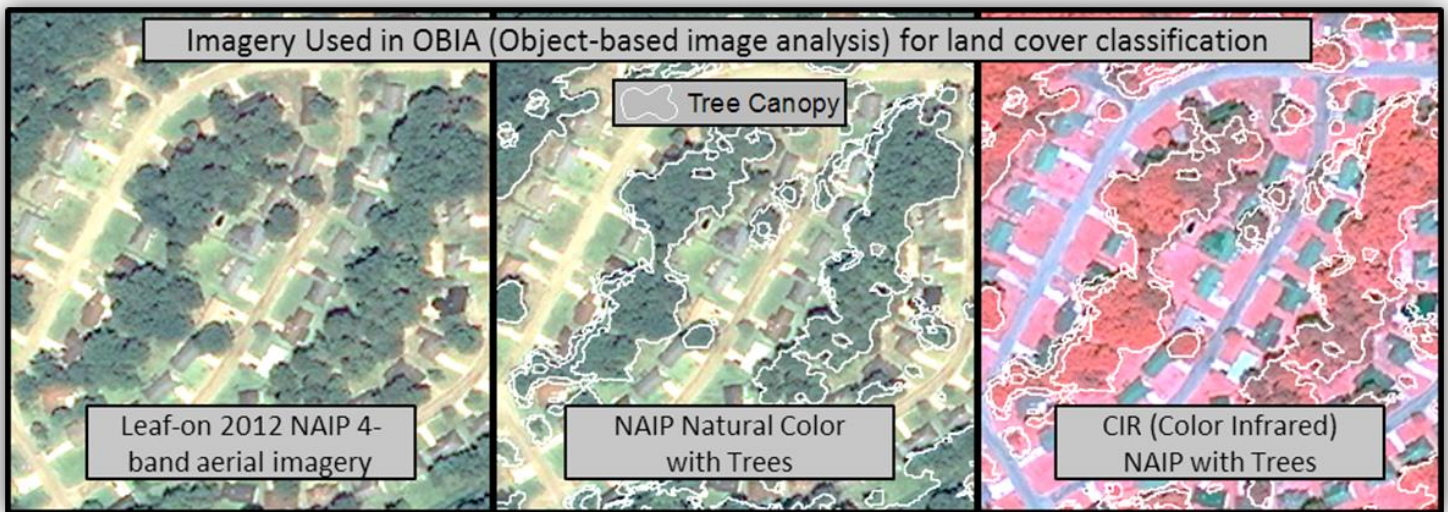 Imagery Used in OBIA (Object-based image analysis) for land cover classification
Tree Canopy
Leaf-on 2012 NAIP 4-
band aerial imagery
NAIP Natural Color
with Trees
CIR (Color Infrared)
NAIP with Trees